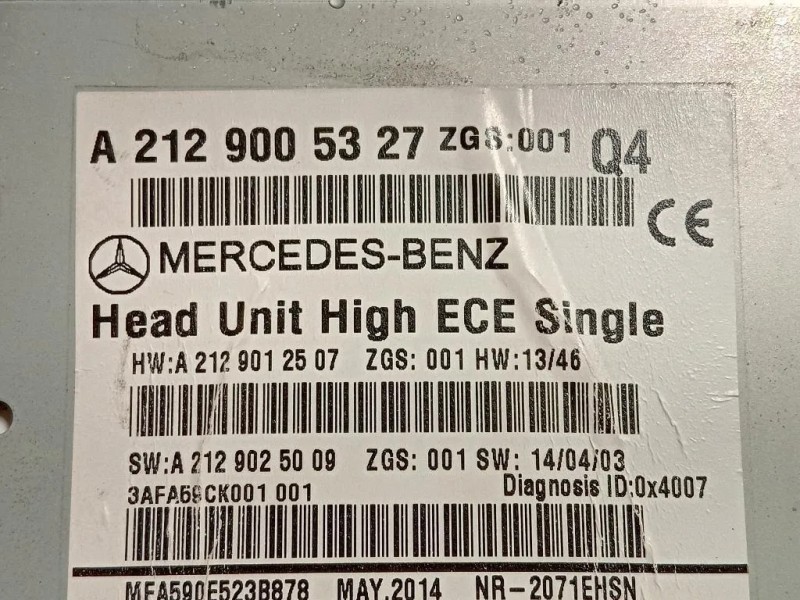 A 212 900 53 27 ZGS:001 Q4
CE
MERCEDES-BENZ
Head Unit High ECE Single
HW:A 212 901 25 07 ZGS: 001 HW:13/46
SW:A 212 902 50 09 ZGS: 001 SW: 14/04/03
3AFA59CK001 001 Diagnosis ID:0x4007
MFA590E523B878 MAY.2014 NR-2071EHSN